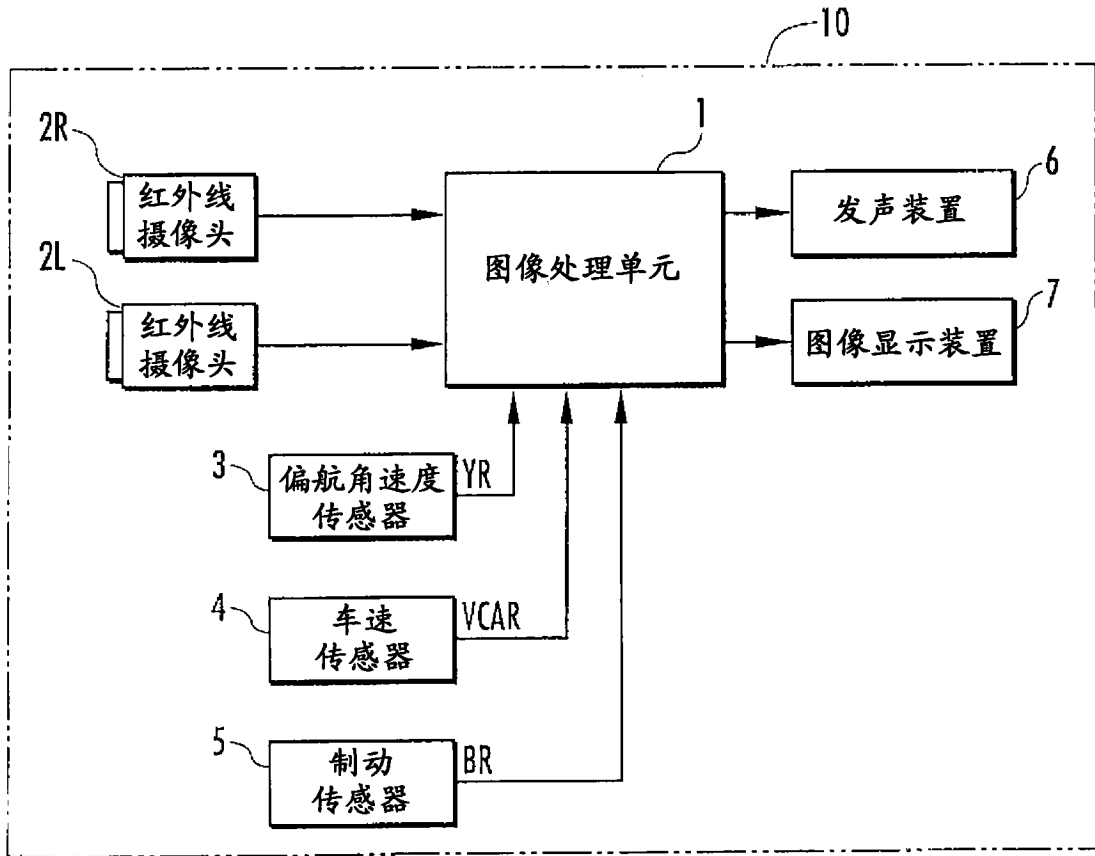 10
2R
红外线
摄像头
2L
红外线
摄像头
1
图像处理单元
6
发声装置
7
图像显示装置
3
偏航角速度
传感器
YR
4
车速
传感器
VCAR
5
制动
传感器
BR